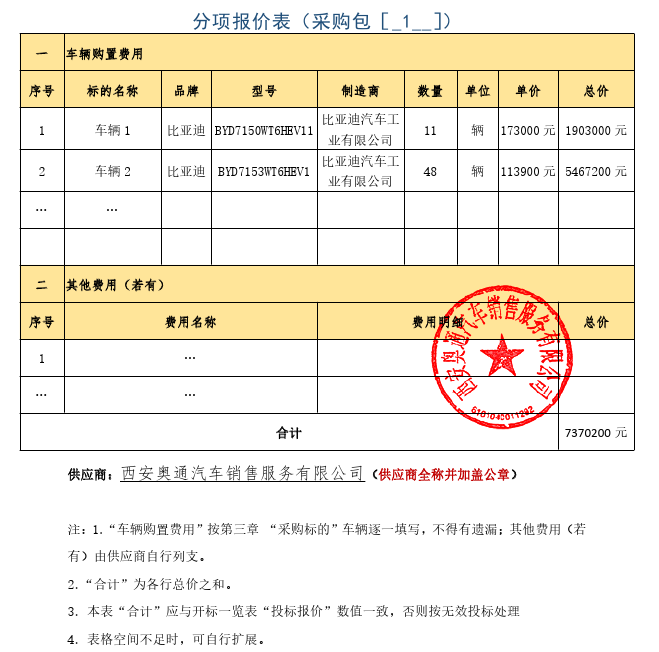 分项报价表（采购包［_1__]）
一 车辆购置费用
序号 标的名称 品牌 型号 制造商 数量 单位 单价 总价
1 车辆 1 比亚迪 BYD7150WT6HEV11 比亚迪汽车工业有限公司 11 辆 173000 元 1903000 元
2 车辆2 比亚迪 BYD7153WT6HEV1 比亚迪汽车工业有限公司 48 辆 113900 元 5467200 元
… …
二 其他费用（若有）
序号 费用名称 费用明细 总价
1 …
… …
合计 7370200 元
西安奥通汽车销售服务有限公司
6101040011292
供应商：西安奥通汽车销售服务有限公司（供应商全称并加盖公章）
注：1.“车辆购置费用”按第三章 “采购标的”车辆逐一填写，不得有遗漏；其他费用（若
有）由供应商自行列支。
2.“合计”为各行总价之和。
3. 本表“合计”应与开标一览表“投标报价”数值一致，否则按无效投标处理
4. 表格空间不足时，可自行扩展。